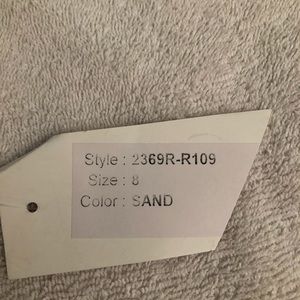 Style : 2369R-R109
Size : 8
Color : SAND